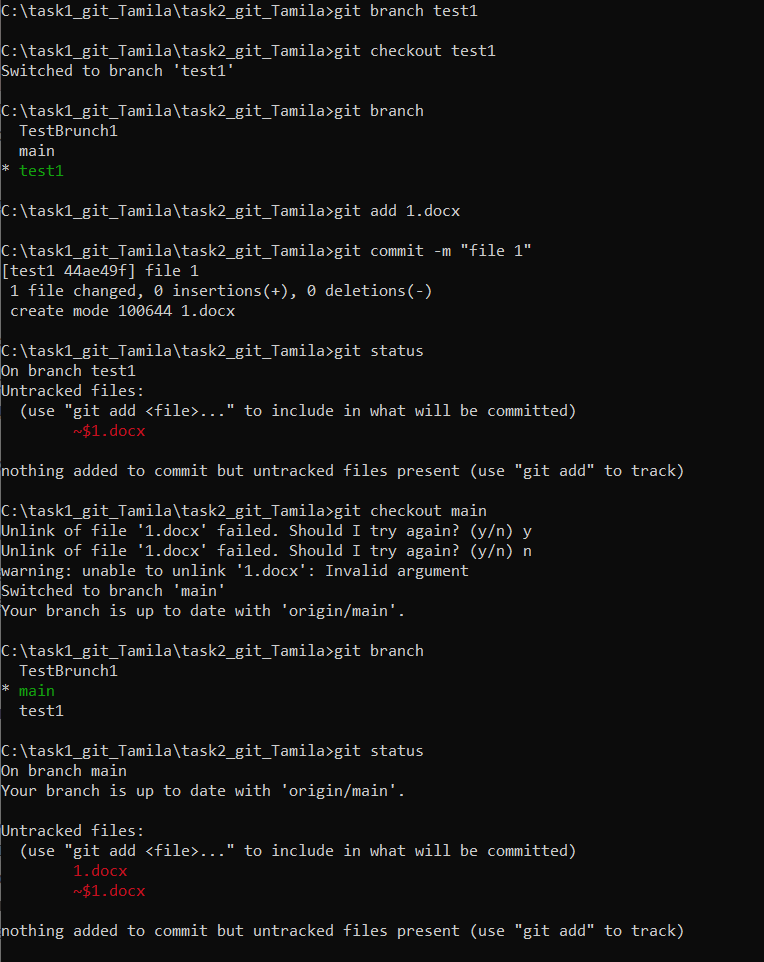 C:\task1_git_Tamila\task2_git_Tamila>git branch test1
C:\task1_git_Tamila\task2_git_Tamila>git checkout test1
Switched to branch 'test1'
C:\task1_git_Tamila\task2_git_Tamila>git branch
  TestBrunch1
  main
* test1
C:\task1_git_Tamila\task2_git_Tamila>git add 1.docx
C:\task1_git_Tamila\task2_git_Tamila>git commit -m "file 1"
[test1 44ae49f] file 1
 1 file changed, 0 insertions(+), 0 deletions(-)
 create mode 100644 1.docx
C:\task1_git_Tamila\task2_git_Tamila>git status
On branch test1
Untracked files:
  (use "git add <file>..." to include in what will be committed)
        ~$1.docx
nothing added to commit but untracked files present (use "git add" to track)
C:\task1_git_Tamila\task2_git_Tamila>git checkout main
Unlink of file '1.docx' failed. Should I try again? (y/n) y
Unlink of file '1.docx' failed. Should I try again? (y/n) n
warning: unable to unlink '1.docx': Invalid argument
Switched to branch 'main'
Your branch is up to date with 'origin/main'.
C:\task1_git_Tamila\task2_git_Tamila>git branch
  TestBrunch1
* main
  test1
C:\task1_git_Tamila\task2_git_Tamila>git status
On branch main
Your branch is up to date with 'origin/main'.
Untracked files:
  (use "git add <file>..." to include in what will be committed)
        1.docx
        ~$1.docx
nothing added to commit but untracked files present (use "git add" to track)